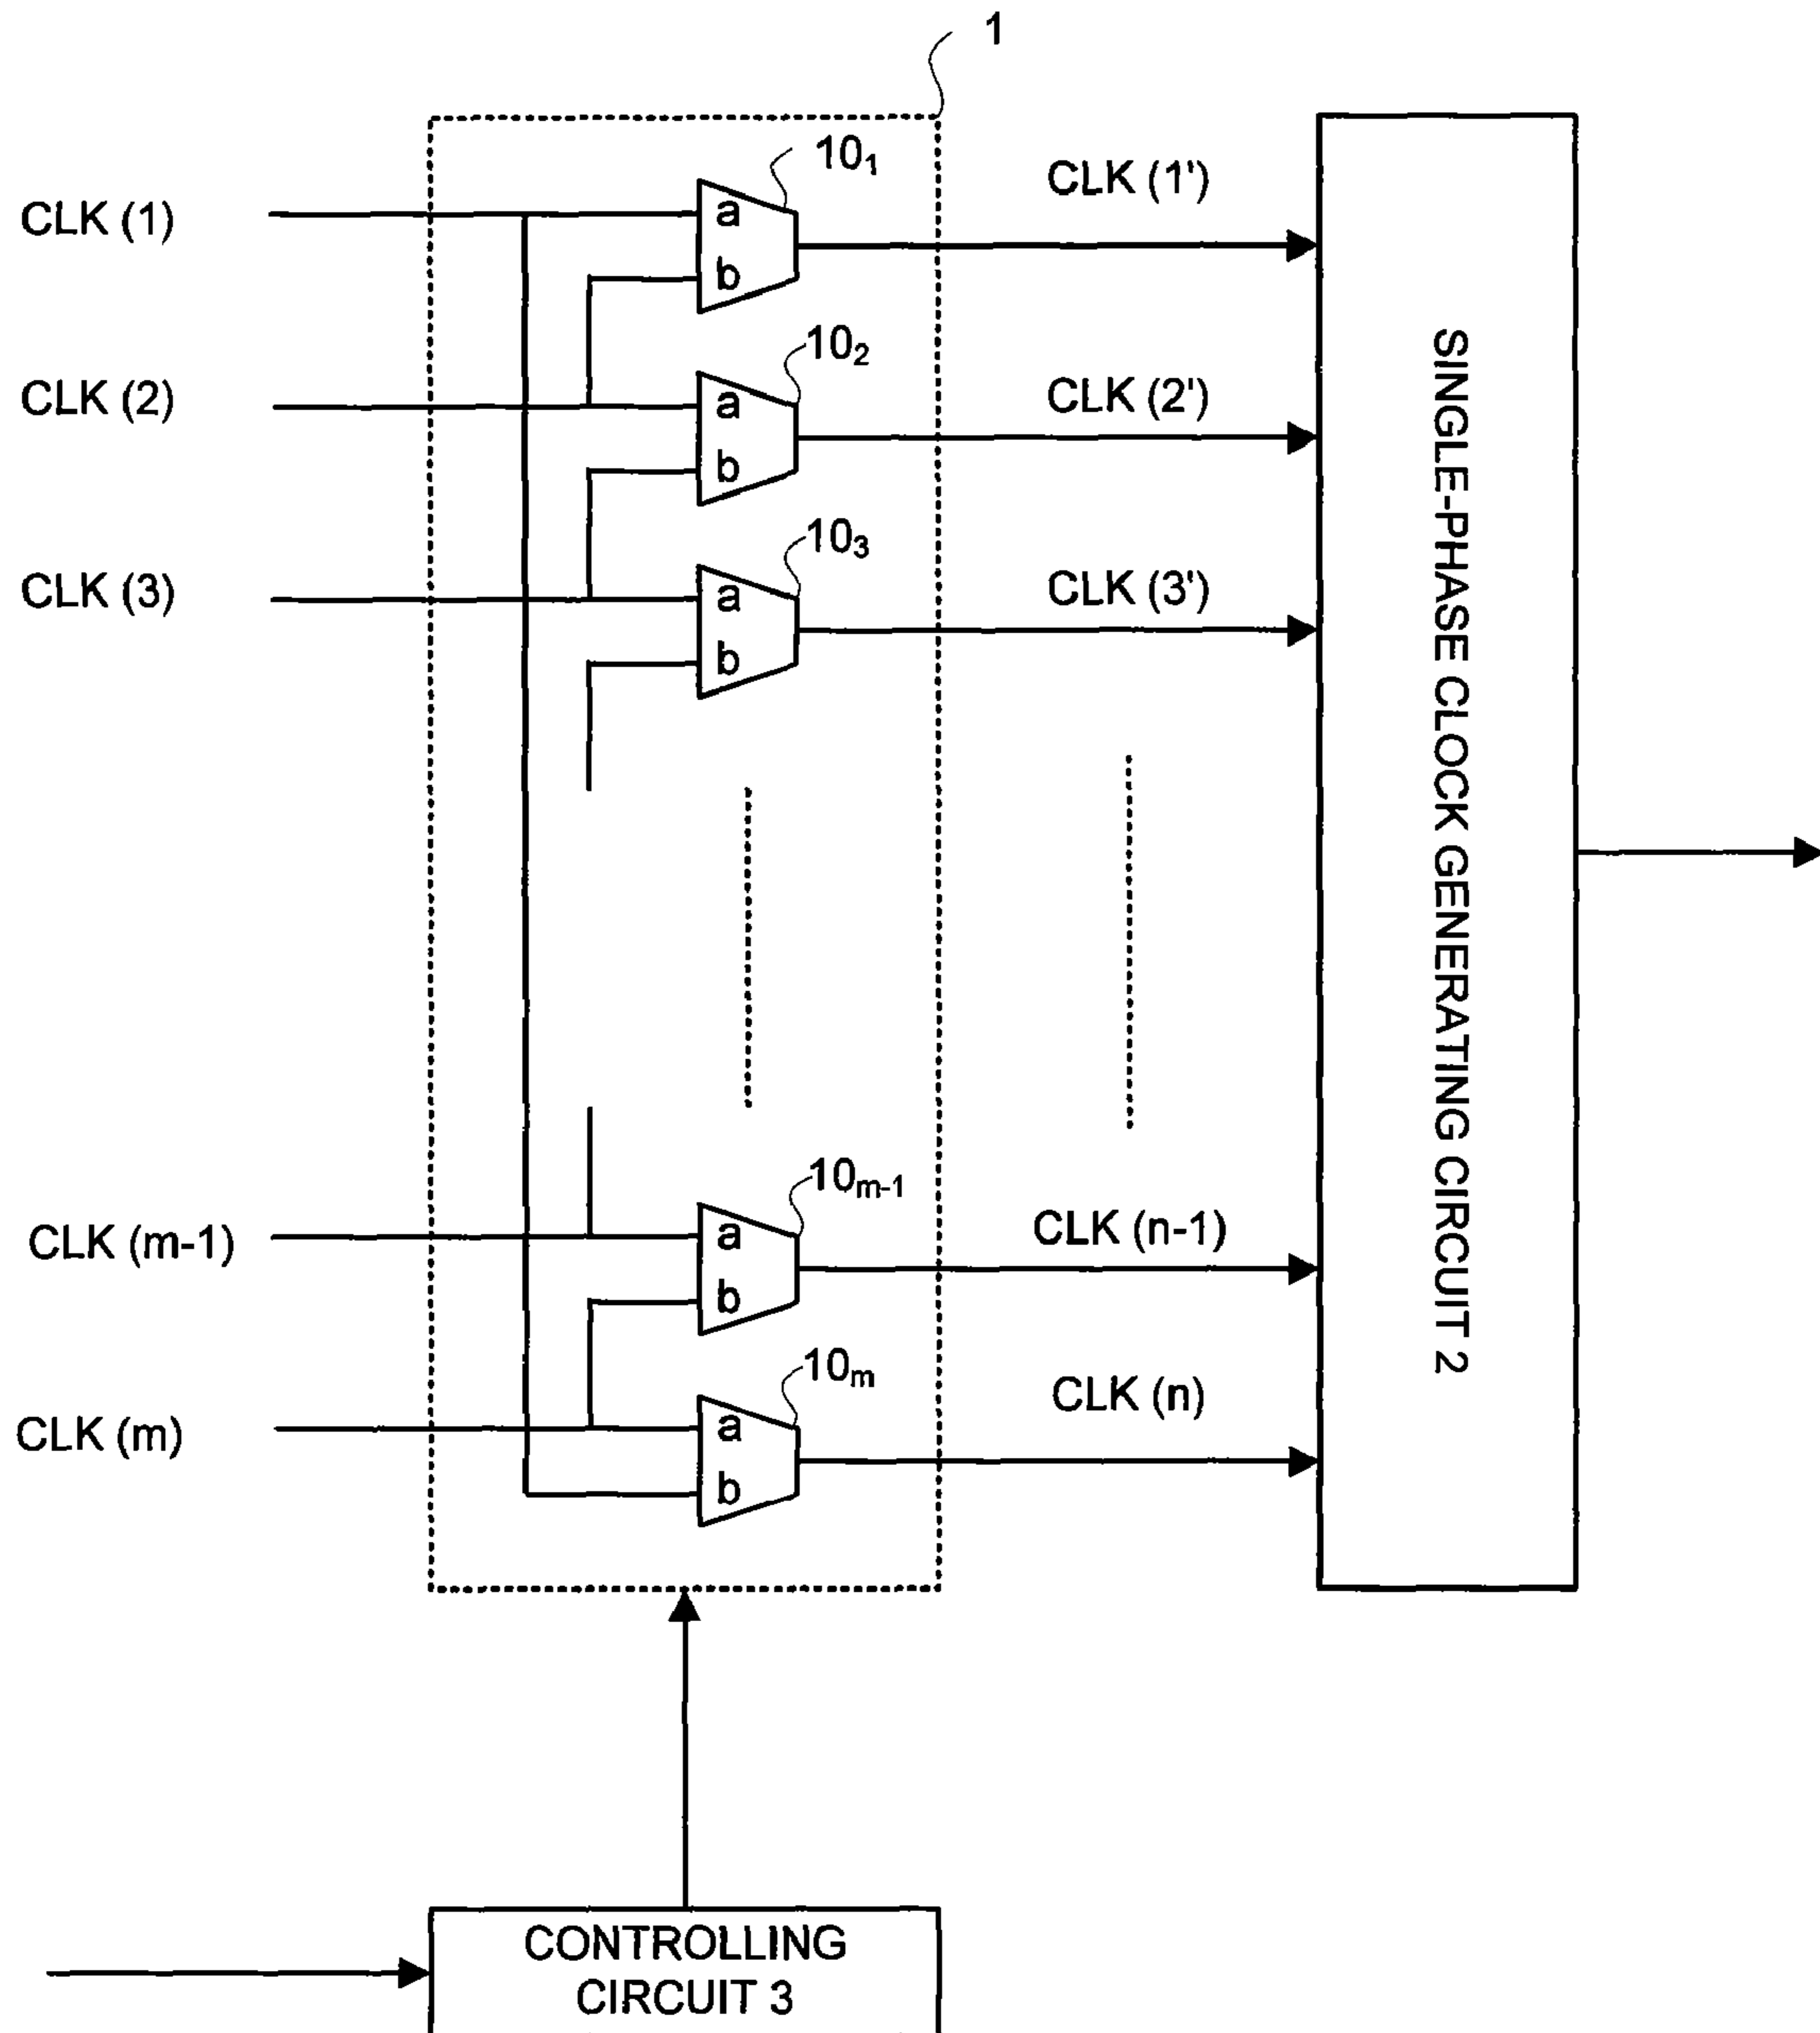 1
10₁
CLK (1)
a
b
CLK (1')
10₂
CLK (2)
a
b
CLK (2')
10₃
CLK (3)
a
b
CLK (3')
SINGLE-PHASE CLOCK GENERATING CIRCUIT 2
10ₘ₋₁
CLK (m-1)
a
b
CLK (n-1)
10ₘ
CLK (m)
a
b
CLK (n)
CONTROLLING
CIRCUIT 3